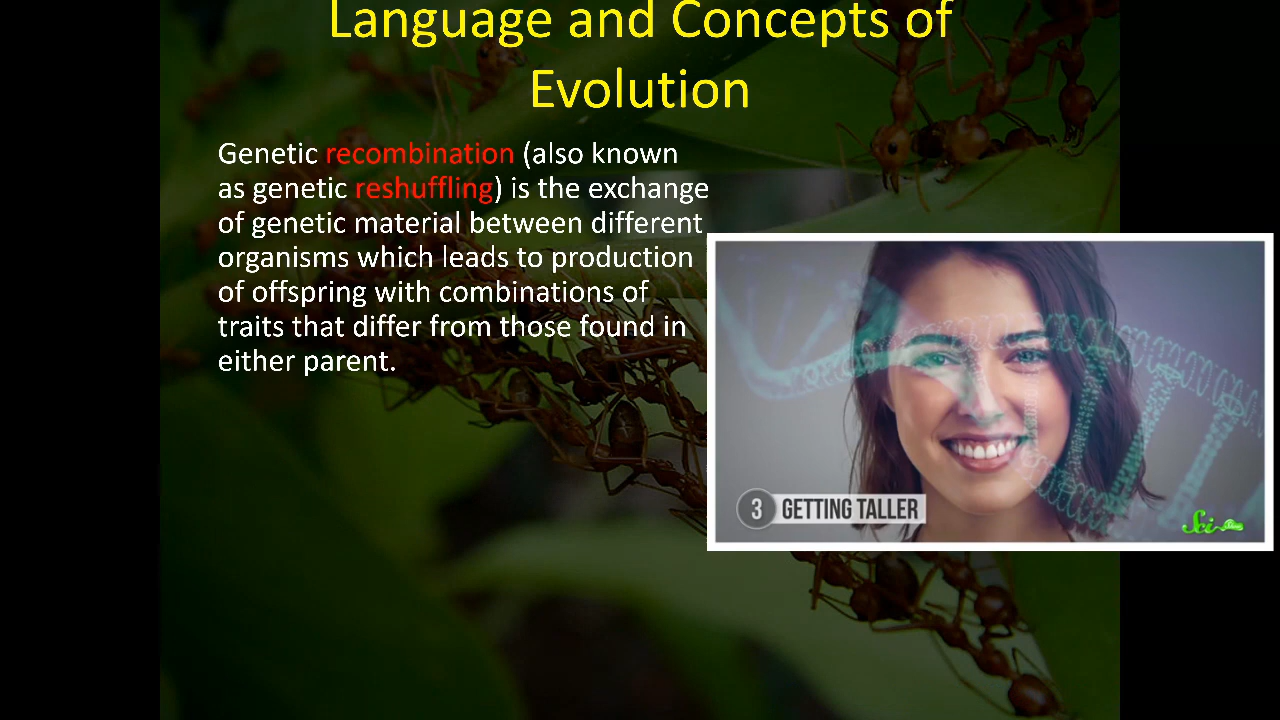 Language and Concepts of
Evolution
Genetic recombination (also known
as genetic reshuffling) is the exchange
of genetic material between different
organisms which leads to production
of offspring with combinations of
traits that differ from those found in
either parent.
3 GETTING TALLER
Sci